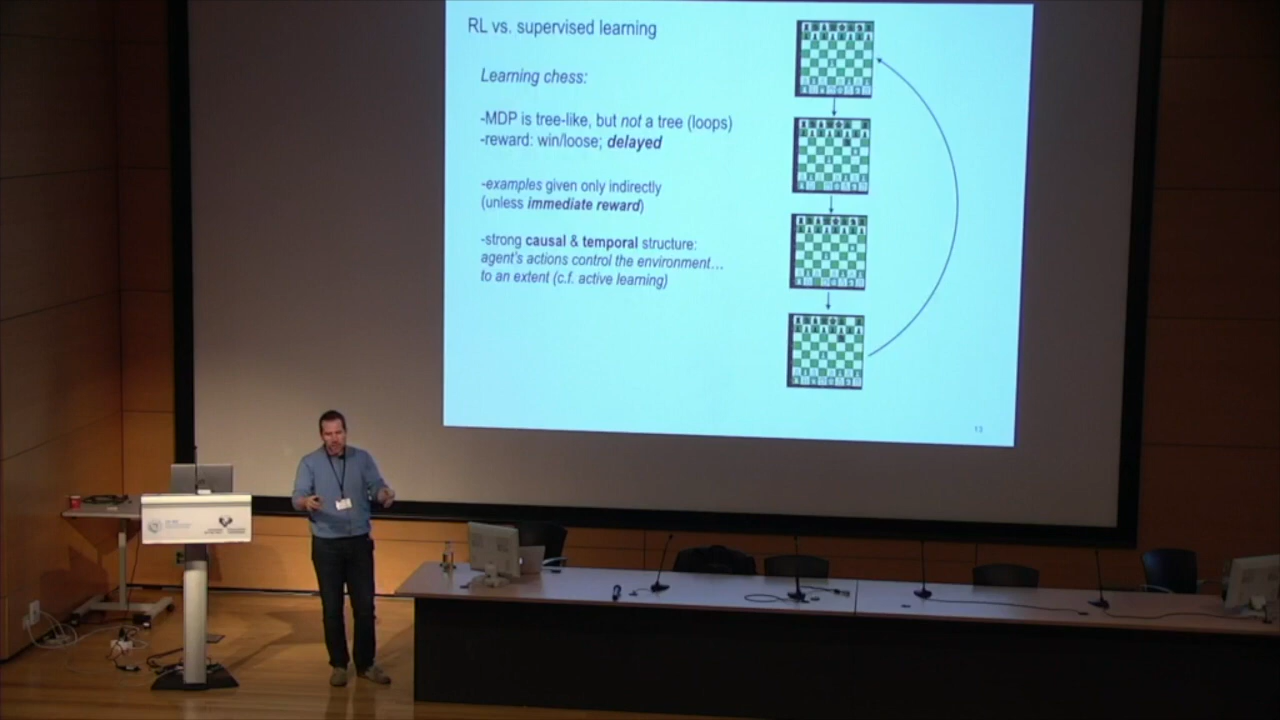 RL vs. supervised learning
Learning chess:
-MDP is tree-like, but not a tree (loops)
-reward: win/loose; delayed
-examples given only indirectly
(unless immediate reward)
-strong causal & temporal structure:
agent's actions control the environment…
to an extent (c.f. active learning)
13